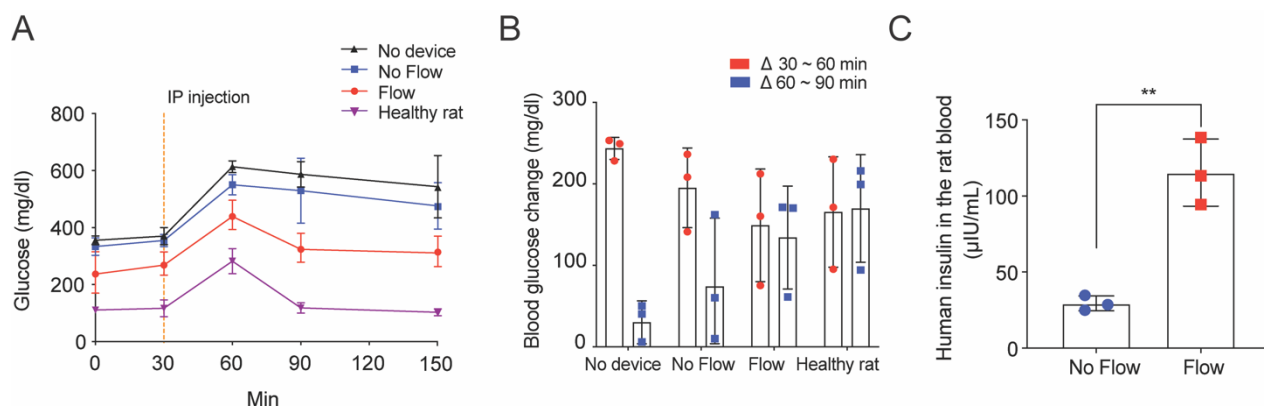 A
No device
No Flow
Flow
Healthy rat
IP injection
Glucose (mg/dl)
800
600
400
200
0
0 30 60 90 120 150
Min
B
Δ 30 ~ 60 min
Δ 60 ~ 90 min
Blood glucose change (mg/dl)
300
200
100
0
No device No Flow Flow Healthy rat
C
**
Human insulin in the rat blood
(µIU/mL)
150
100
50
0
No Flow Flow